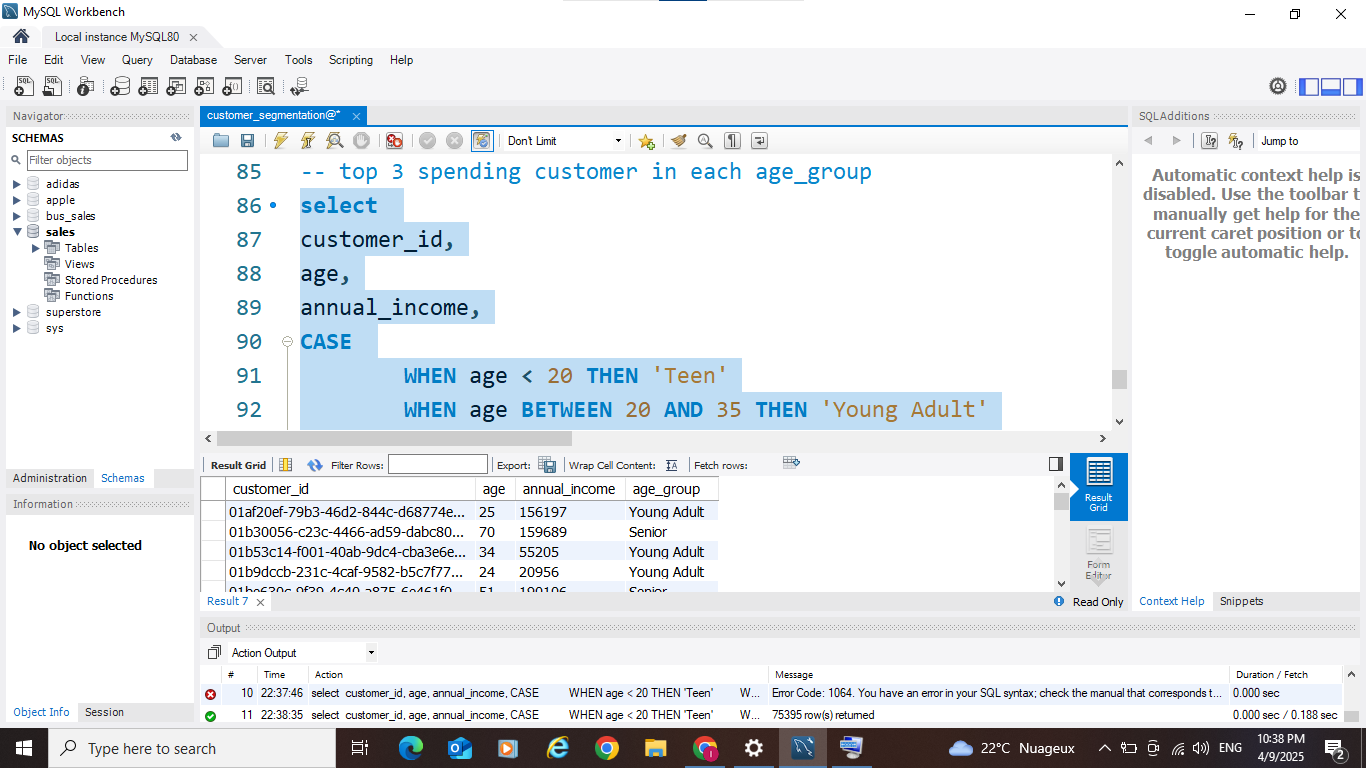 MySQL Workbench
Local instance MySQL80
File Edit View Query Database Server Tools Scripting Help
Navigator
SCHEMAS
Filter objects
adidas
apple
bus_sales
sales
Tables
Views
Stored Procedures
Functions
superstore
sys
Administration Schemas
Information
No object selected
Object Info Session
customer_segmentation@*
Don't Limit
85 -- top 3 spending customer in each age_group
86 select
87 customer_id,
88 age,
89 annual_income,
90 CASE
91 WHEN age < 20 THEN 'Teen'
92 WHEN age BETWEEN 20 AND 35 THEN 'Young Adult'
Result Grid Filter Rows: Export: Wrap Cell Content: Fetch rows:
customer_id age annual_income age_group
01af20ef-79b3-46d2-844c-d68774e... 25 156197 Young Adult
01b30056-c23c-4466-ad59-dabc80... 70 159689 Senior
01b53c14-f001-40ab-9dc4-cba3e6e... 34 55205 Young Adult
01b9dccb-231c-4caf-9582-b5c7f77... 24 20956 Young Adult
Result Grid
Form Editor
Result 7
Read Only
SQLAdditions
Jump to
Automatic context help is
disabled. Use the toolbar t
manually get help for the
current caret position or to
toggle automatic help.
Context Help Snippets
Output
Action Output
# Time Action Message Duration / Fetch
10 22:37:46 select customer_id, age, annual_income, CASE WHEN age < 20 THEN 'Teen' W... Error Code: 1064. You have an error in your SQL syntax; check the manual that corresponds t... 0.000 sec
11 22:38:35 select customer_id, age, annual_income, CASE WHEN age < 20 THEN 'Teen' W... 75395 row(s) returned 0.000 sec / 0.188 sec
Type here to search
22°C Nuageux
ENG
10:38 PM
4/9/2025
2